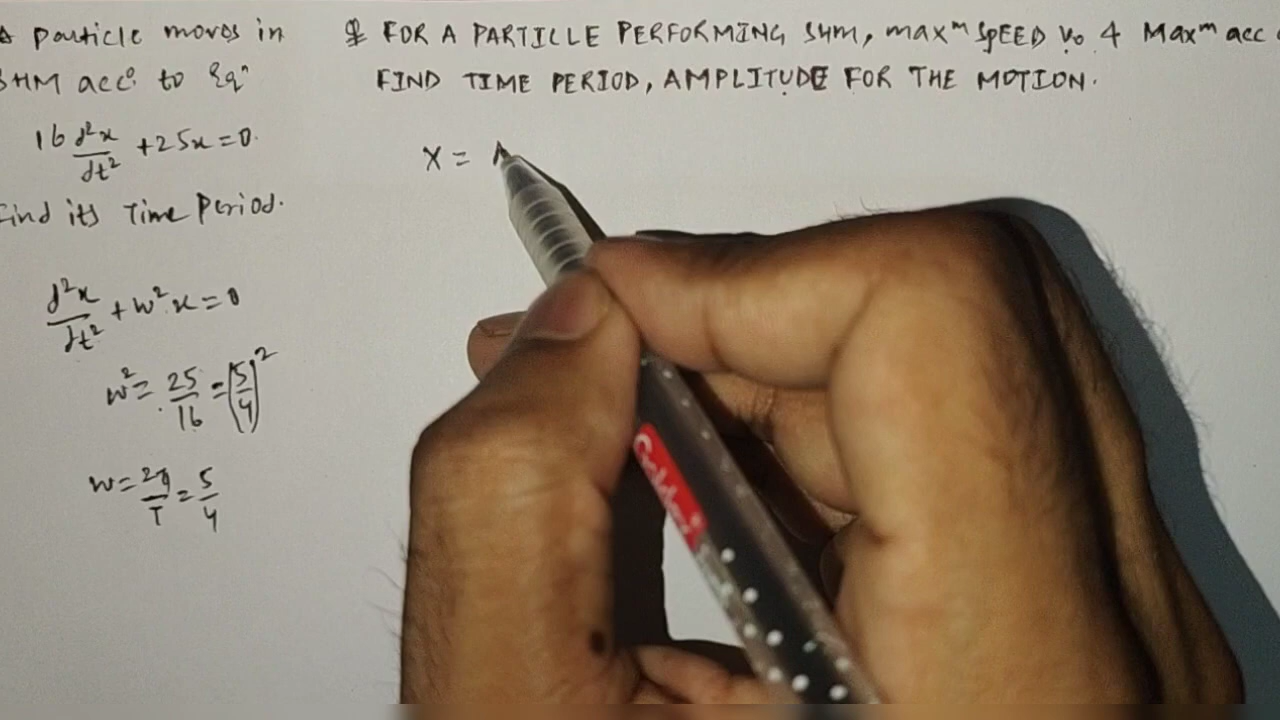 A particle moves in
SHM acc. to Eqⁿ
16 d²x/dt² + 25x = 0.
Find its Time Period.
d²x/dt² + w²x = 0
w² = 25/16 = (5/4)²
w = 2π/T = 5/4
Q FOR A PARTICLE PERFORMING SHM, maxᵐ SPEED V₀ & Maxᵐ acc
FIND TIME PERIOD, AMPLITUDE FOR THE MOTION.
X = A